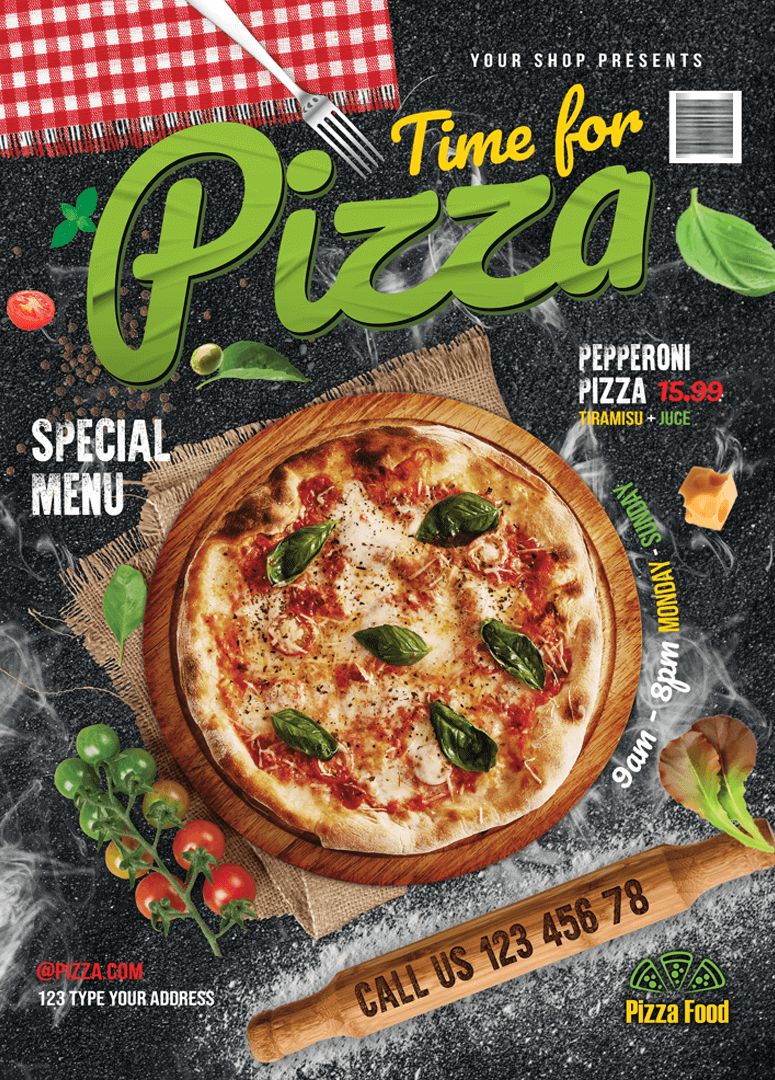 YOUR SHOP PRESENTS
Time for
Pizza
PEPPERONI
PIZZA 15.99
TIRAMISU + JUCE
SPECIAL
MENU
9am - 8pm MONDAY - SUNDAY
CALL US 123 456 78
@PIZZA.COM
123 TYPE YOUR ADDRESS
Pizza Food